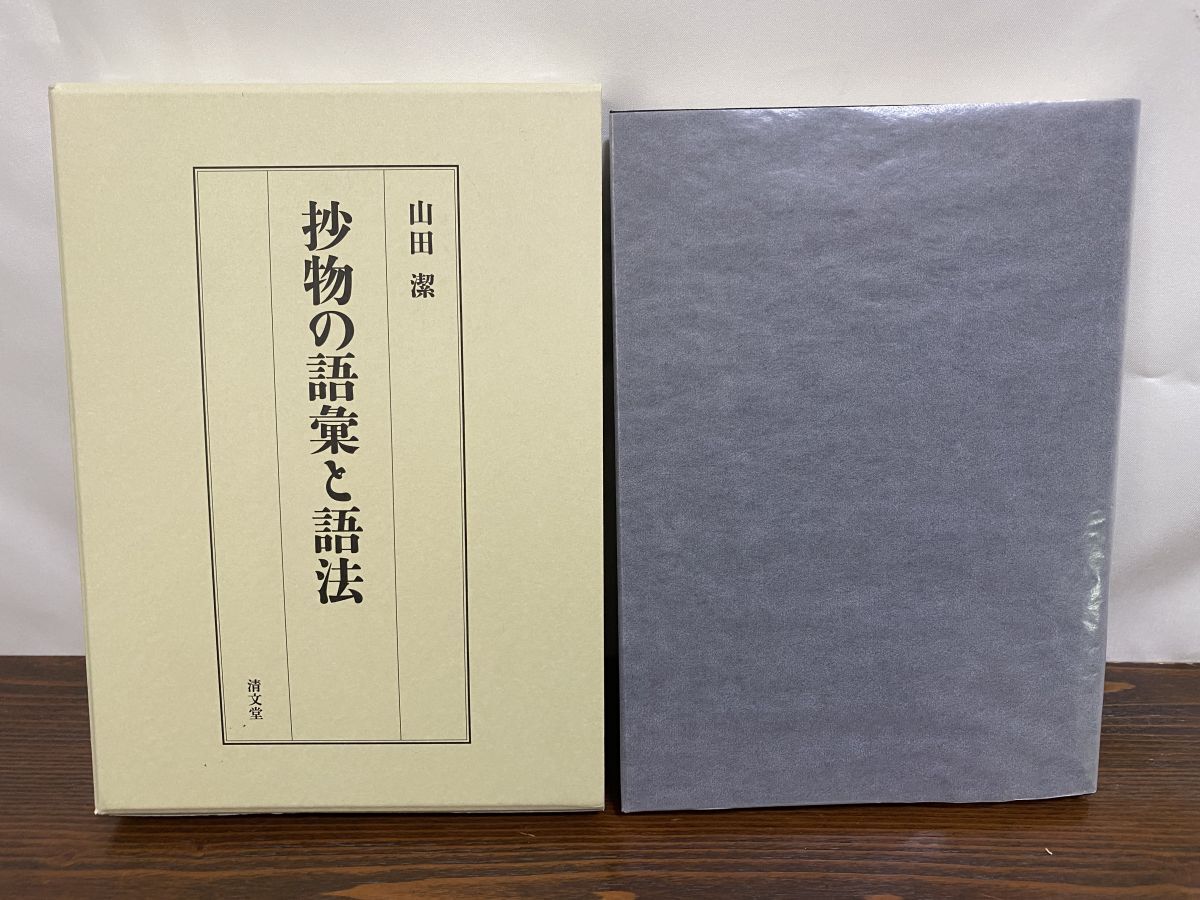 山田 潔
抄物の語彙と語法
清文堂